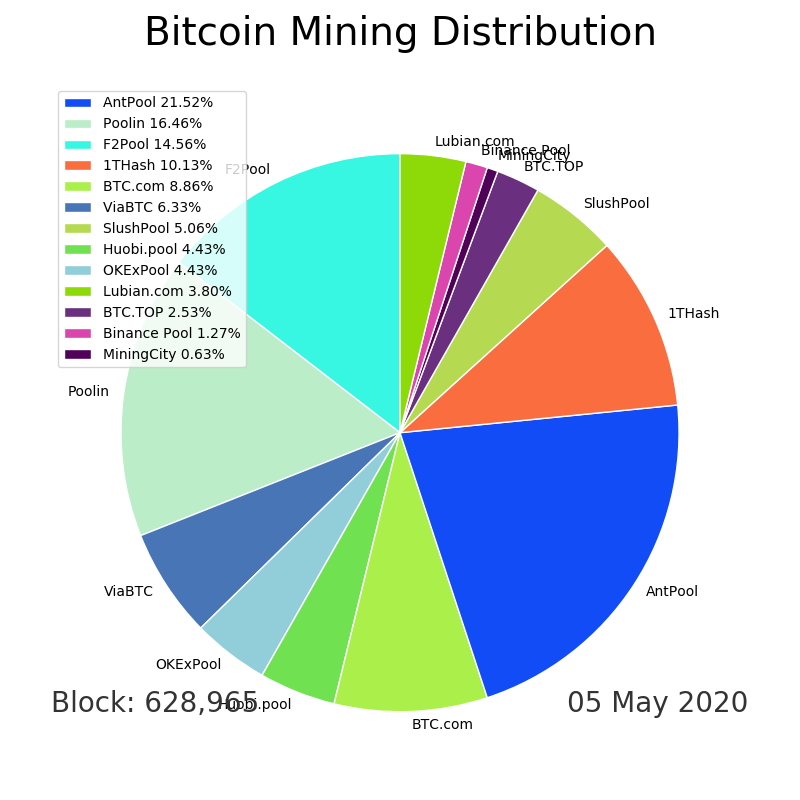 Bitcoin Mining Distribution
AntPool 21.52%
Poolin 16.46%
F2Pool 14.56%
1THash 10.13%
BTC.com 8.86%
ViaBTC 6.33%
SlushPool 5.06%
Huobi.pool 4.43%
OKExPool 4.43%
Lubian.com 3.80%
BTC.TOP 2.53%
Binance Pool 1.27%
MiningCity 0.63%
Lubian.com
Binance Pool
MiningCity
BTC.TOP
F2Pool
SlushPool
1THash
Poolin
ViaBTC
AntPool
OKExPool
Huobi.pool
BTC.com
Block: 628,965
05 May 2020